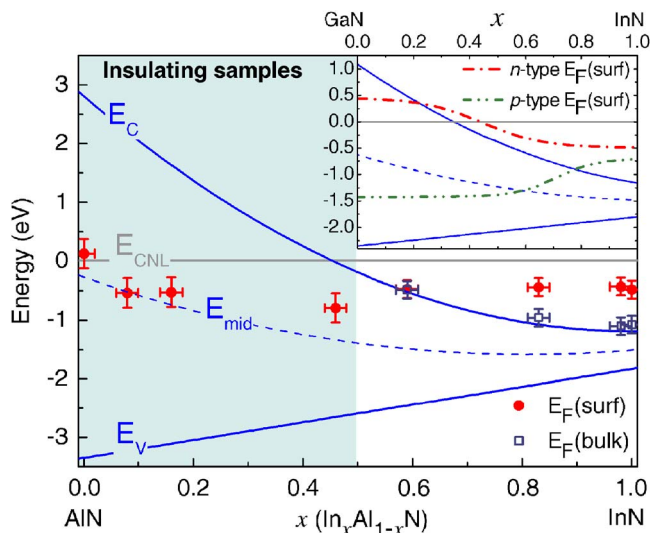 GaN x InN
0.0 0.2 0.4 0.6 0.8 1.0
Insulating samples
1.0
0.5
0.0
-0.5
-1.0
-1.5
-2.0
n-type E_F(surf)
p-type E_F(surf)
3
2
1
0
-1
-2
-3
Energy (eV)
E_C
E_CNL
E_mid
E_V
E_F(surf)
E_F(bulk)
0.0 0.2 0.4 0.6 0.8 1.0
AlN x (In_xAl_{1-x}N) InN